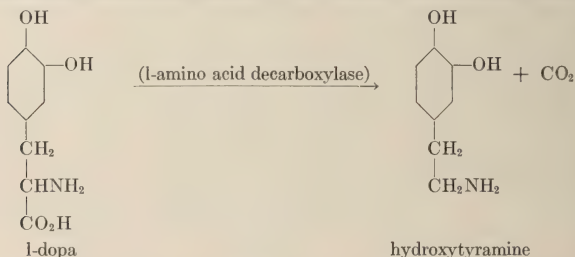 OH OH
—OH (l-amino acid decarboxylase) —OH + CO₂
CH₂ CH₂
CHNH₂ CH₂NH₂
CO₂H
l-dopa hydroxytyramine